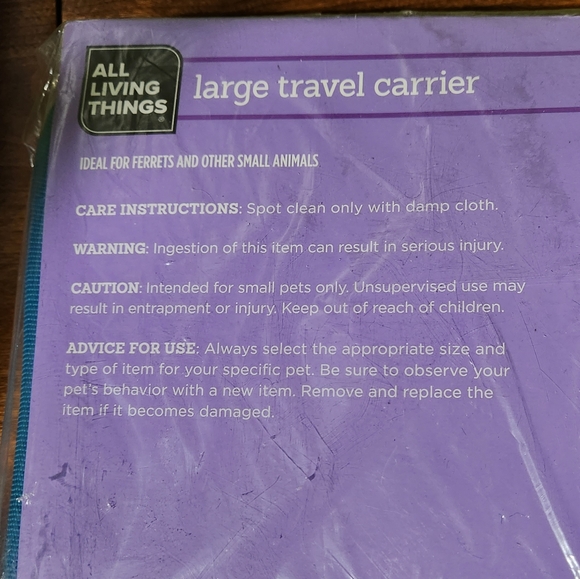 ALL
LIVING
THINGS®
large travel carrier
IDEAL FOR FERRETS AND OTHER SMALL ANIMALS
CARE INSTRUCTIONS: Spot clean only with damp cloth.
WARNING: Ingestion of this item can result in serious injury.
CAUTION: Intended for small pets only. Unsupervised use may
result in entrapment or injury. Keep out of reach of children.
ADVICE FOR USE: Always select the appropriate size and
type of item for your specific pet. Be sure to observe your
pet's behavior with a new item. Remove and replace the
item if it becomes damaged.